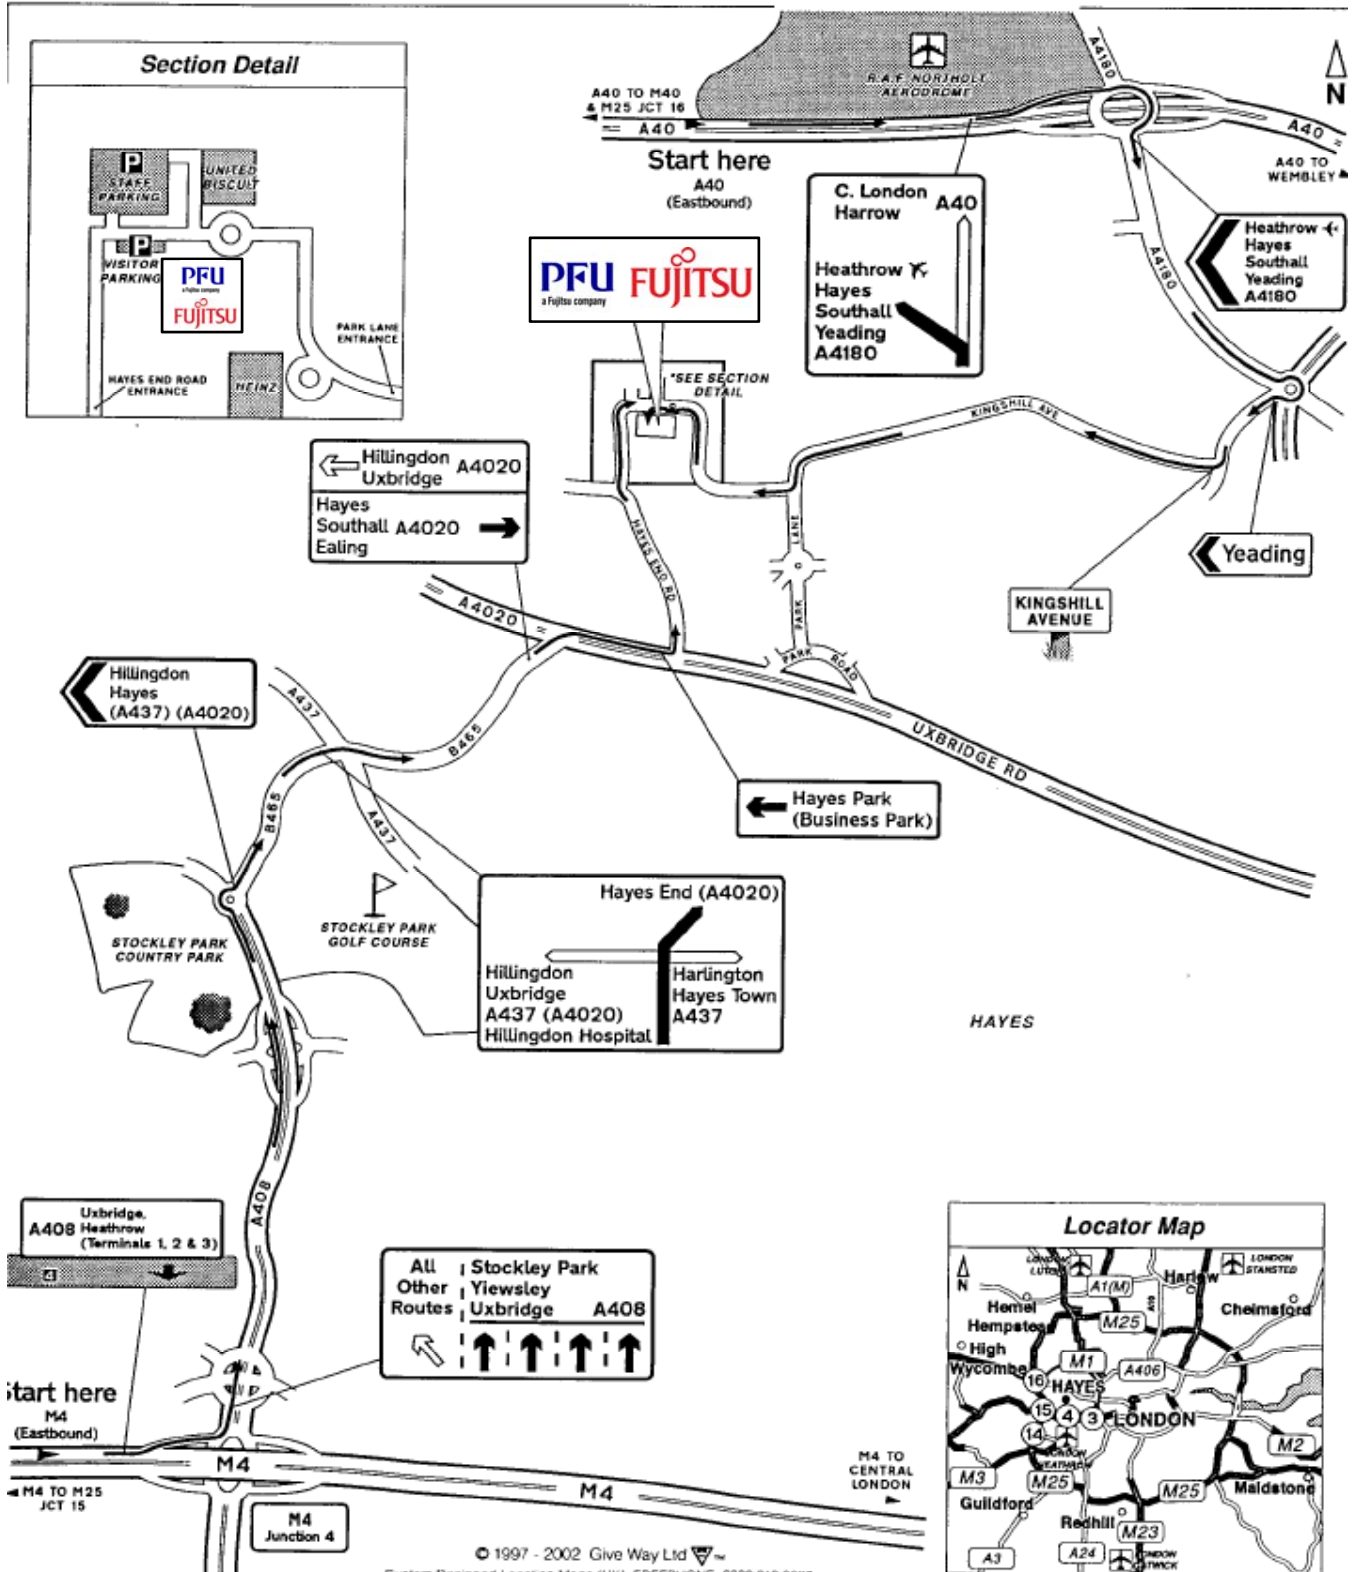 Section Detail
P
STAFF
PARKING
UNITED
BISCUIT
P
VISITOR
PARKING
PFU
a Fujitsu company
FUJITSU
PARK LANE
ENTRANCE
HAYES END ROAD
ENTRANCE
HEINZ
R.A.F NORTHOLT
AERODROME
A4180
N
A40 TO M40
& M25 JCT 16
A40
A40
A40 TO
WEMBLEY
Start here
A40
(Eastbound)
C. London
Harrow
A40
Heathrow
Hayes
Southall
Yeading
A4180
A4180
Heathrow
Hayes
Southall
Yeading
A4180
PFU
a Fujitsu company
FUJITSU
*SEE SECTION
DETAIL
KINGSHILL AVE
Yeading
KINGSHILL
AVENUE
Hillingdon
Uxbridge
A4020
Hayes
Southall A4020
Ealing
HAYES END RD
LANE
PARK
PARK ROAD
A4020
UXBRIDGE RD
Hillingdon
Hayes
(A437) (A4020)
A437
B465
B465
A437
Hayes Park
(Business Park)
STOCKLEY PARK
COUNTRY PARK
STOCKLEY PARK
GOLF COURSE
Hayes End (A4020)
Hillingdon
Uxbridge
A437 (A4020)
Hillingdon Hospital
Harlington
Hayes Town
A437
HAYES
A408
A408
Uxbridge,
Heathrow
(Terminals 1, 2 & 3)
4
All
Other
Routes
Stockley Park
Yiewsley
Uxbridge A408
Start here
M4
(Eastbound)
M4
M4
M4 TO M25
JCT 15
M4
Junction 4
M4 TO
CENTRAL
LONDON
© 1997 - 2002 Give Way Ltd
Locator Map
N
LONDON
LUTON
A1(M)
Harlow
A10
LONDON
STANSTED
Chelmsford
Hemel
Hempstead
M25
High
Wycombe
M1
A406
16
HAYES
15
4
3
LONDON
14
LONDON
HEATHROW
M2
M3
M25
M25
Maidstone
Guildford
Redhill
M23
A3
A24